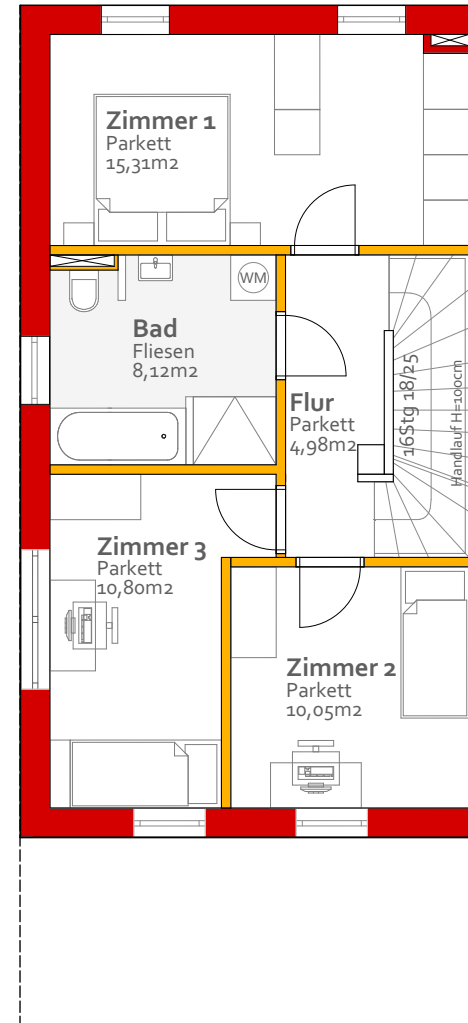 Zimmer 1
Parkett
15,31m2
WM
Bad
Fliesen
8,12m2
Flur
Parkett
4,98m2
16Stg 18/25
Handlauf H=100cm
Zimmer 3
Parkett
10,80m2
Zimmer 2
Parkett
10,05m2